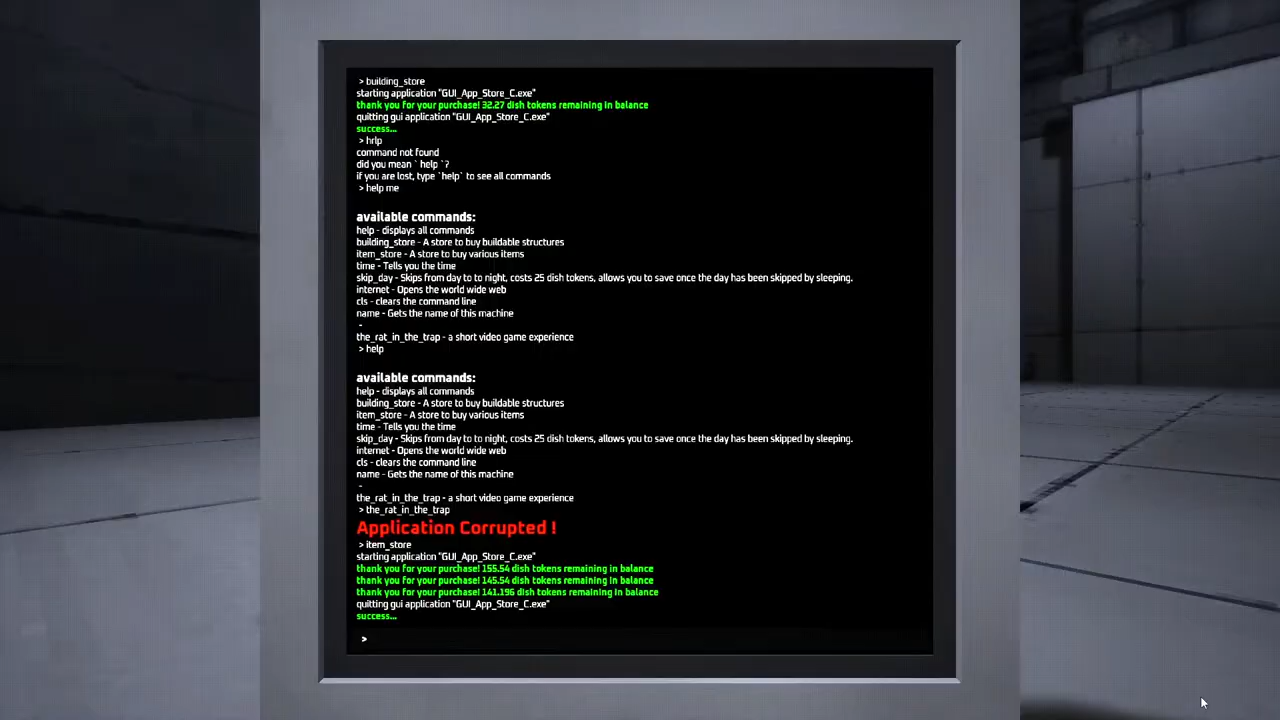 > building_store
starting application "GUI_App_Store_C.exe"
thank you for your purchase! 32.27 dish tokens remaining in balance
quitting gui application "GUI_App_Store_C.exe"
success...
> hrlp
command not found
did you mean ` help `?
if you are lost, type `help` to see all commands
> help me
available commands:
help - displays all commands
building_store - A store to buy buildable structures
item_store - A store to buy various items
time - Tells you the time
skip_day - Skips from day to to night, costs 25 dish tokens, allows you to save once the day has been skipped by sleeping.
internet - Opens the world wide web
cls - clears the command line
name - Gets the name of this machine
-
the_rat_in_the_trap - a short video game experience
> help
available commands:
help - displays all commands
building_store - A store to buy buildable structures
item_store - A store to buy various items
time - Tells you the time
skip_day - Skips from day to to night, costs 25 dish tokens, allows you to save once the day has been skipped by sleeping.
internet - Opens the world wide web
cls - clears the command line
name - Gets the name of this machine
-
the_rat_in_the_trap - a short video game experience
> the_rat_in_the_trap
Application Corrupted !
> item_store
starting application "GUI_App_Store_C.exe"
thank you for your purchase! 155.54 dish tokens remaining in balance
thank you for your purchase! 145.54 dish tokens remaining in balance
thank you for your purchase! 141.196 dish tokens remaining in balance
quitting gui application "GUI_App_Store_C.exe"
success...
>